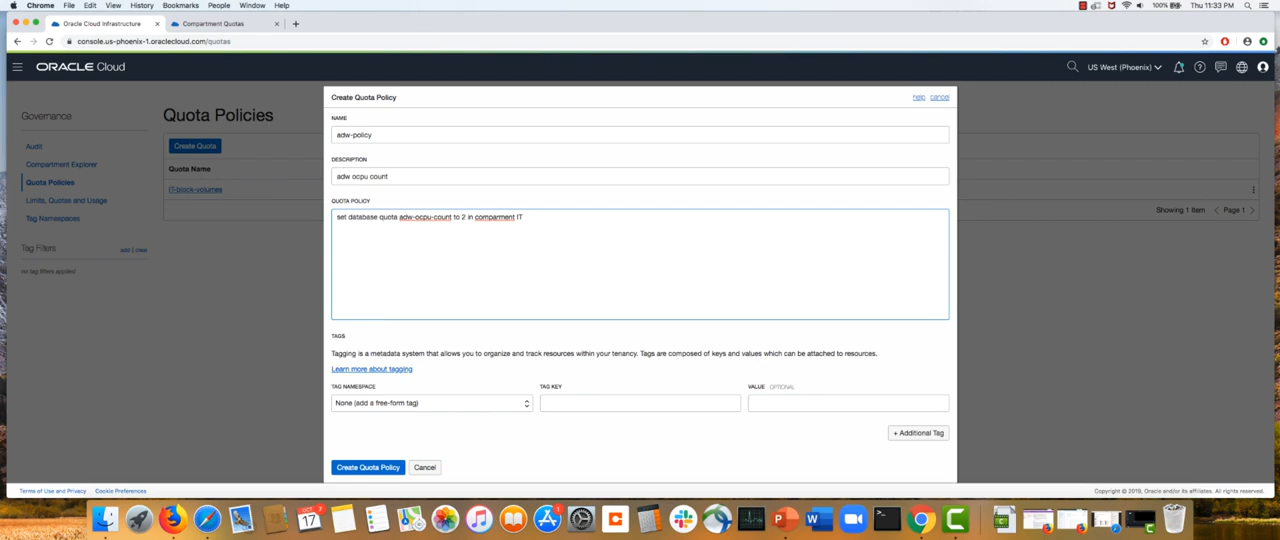 Chrome File Edit View History Bookmarks People Window Help 100% Thu 11:33 PM
Oracle Cloud Infrastructure × Compartment Quotas × +
console.us-phoenix-1.oraclecloud.com/quotas
ORACLE Cloud US West (Phoenix)
Governance
Audit
Compartment Explorer
Quota Policies
Limits, Quotas and Usage
Tag Namespaces
Tag Filters add | clear
no tag filters applied
Quota Policies
Create Quota
Quota Name
IT-block-volumes
Showing 1 Item < Page 1 >
Create Quota Policy help cancel
NAME
adw-policy
DESCRIPTION
adw ocpu count
QUOTA POLICY
set database quota adw-ocpu-count to 2 in comparment IT
TAGS
Tagging is a metadata system that allows you to organize and track resources within your tenancy. Tags are composed of keys and values which can be attached to resources.
Learn more about tagging
TAG NAMESPACE TAG KEY VALUE OPTIONAL
None (add a free-form tag)
+ Additional Tag
Create Quota Policy Cancel
Terms of Use and Privacy Cookie Preferences Copyright © 2019, Oracle and/or its affiliates. All rights reserved.
OCT
17
7